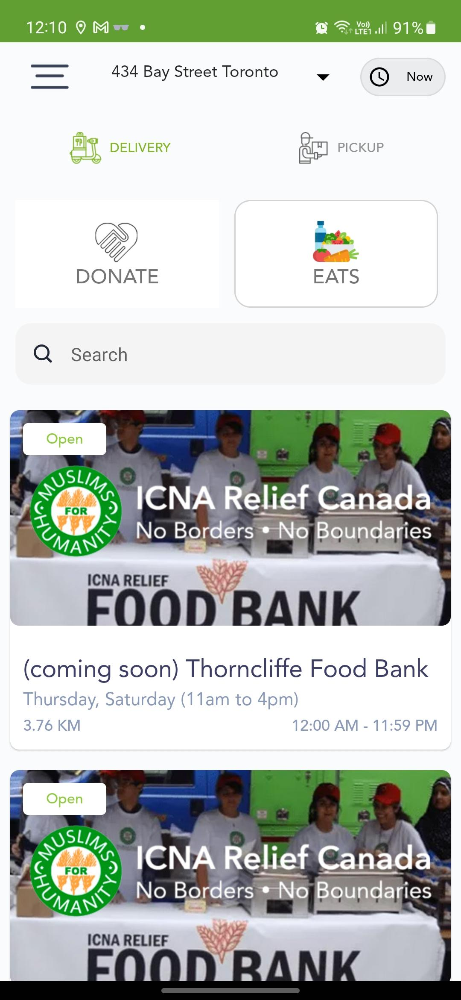 12:10
Vo))
LTE1
91%
434 Bay Street Toronto
Now
DELIVERY
PICKUP
DONATE
EATS
Search
Open
MUSLIMS
FOR
HUMANITY
ICNA Relief Canada
No Borders • No Boundaries
ICNA RELIEF
FOOD BANK
(coming soon) Thorncliffe Food Bank
Thursday, Saturday (11am to 4pm)
3.76 KM
12:00 AM - 11:59 PM
Open
MUSLIMS
FOR
HUMANITY
ICNA Relief Canada
No Borders • No Boundaries
ICNA RELIEF
FOOD BANK